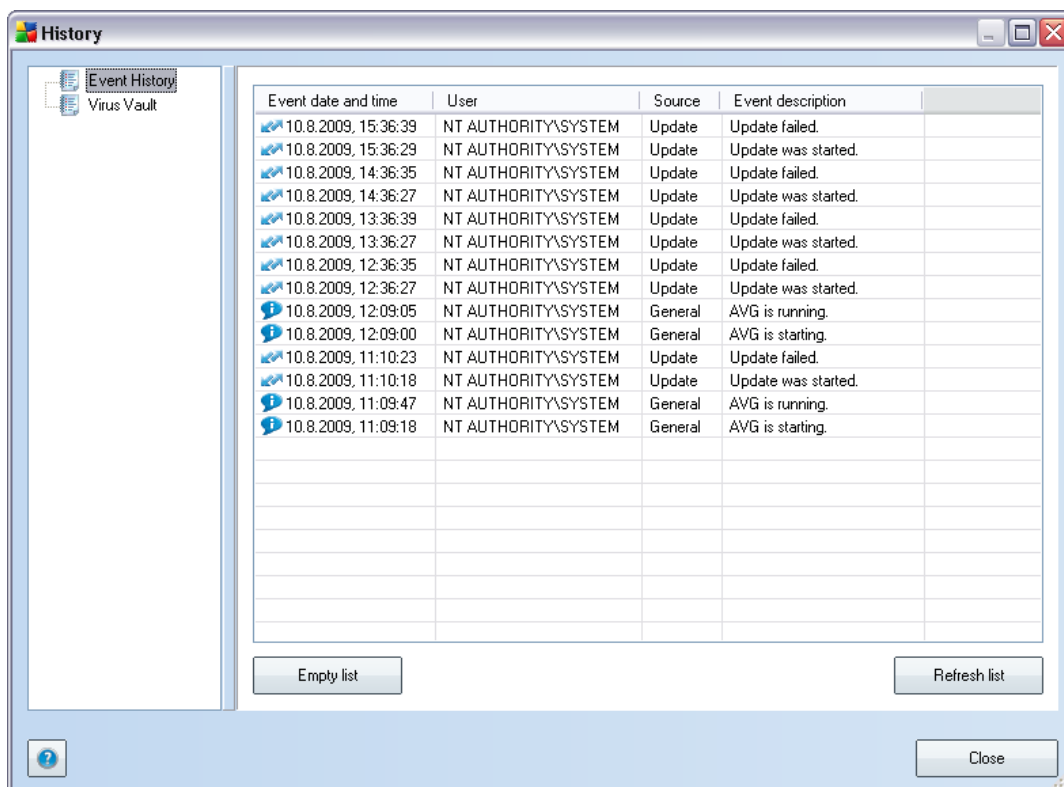 History
Event History
Virus Vault
Event date and time User Source Event description
10.8.2009, 15:36:39 NT AUTHORITY\SYSTEM Update Update failed.
10.8.2009, 15:36:29 NT AUTHORITY\SYSTEM Update Update was started.
10.8.2009, 14:36:35 NT AUTHORITY\SYSTEM Update Update failed.
10.8.2009, 14:36:27 NT AUTHORITY\SYSTEM Update Update was started.
10.8.2009, 13:36:39 NT AUTHORITY\SYSTEM Update Update failed.
10.8.2009, 13:36:27 NT AUTHORITY\SYSTEM Update Update was started.
10.8.2009, 12:36:35 NT AUTHORITY\SYSTEM Update Update failed.
10.8.2009, 12:36:27 NT AUTHORITY\SYSTEM Update Update was started.
10.8.2009, 12:09:05 NT AUTHORITY\SYSTEM General AVG is running.
10.8.2009, 12:09:00 NT AUTHORITY\SYSTEM General AVG is starting.
10.8.2009, 11:10:23 NT AUTHORITY\SYSTEM Update Update failed.
10.8.2009, 11:10:18 NT AUTHORITY\SYSTEM Update Update was started.
10.8.2009, 11:09:47 NT AUTHORITY\SYSTEM General AVG is running.
10.8.2009, 11:09:18 NT AUTHORITY\SYSTEM General AVG is starting.
Empty list Refresh list
Close